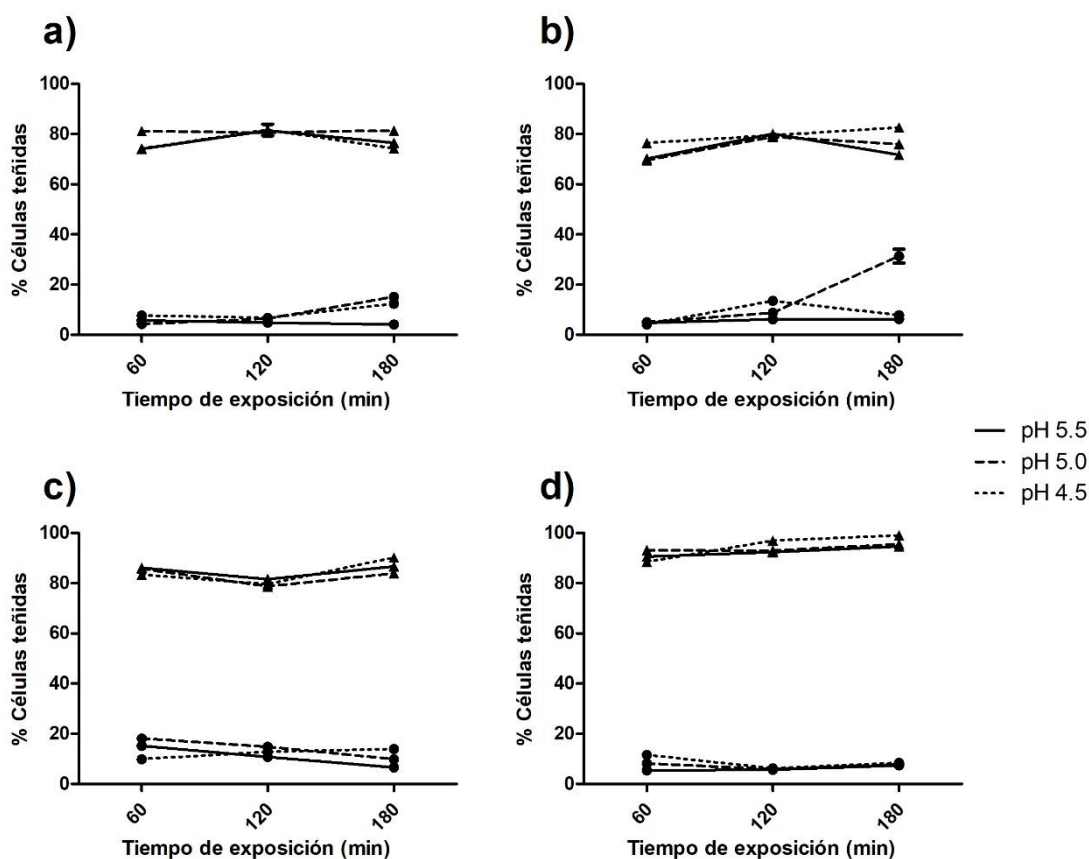 a)
100
80
60
40
20
0
% Células teñidas
60
120
180
Tiempo de exposición (min)
b)
100
80
60
40
20
0
% Células teñidas
60
120
180
Tiempo de exposición (min)
pH 5.5
pH 5.0
pH 4.5
c)
100
80
60
40
20
0
% Células teñidas
60
120
180
Tiempo de exposición (min)
d)
100
80
60
40
20
0
% Células teñidas
60
120
180
Tiempo de exposición (min)